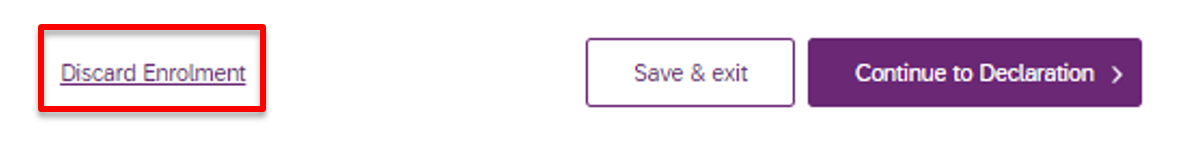 Discard Enrolment Save & exit Continue to Declaration